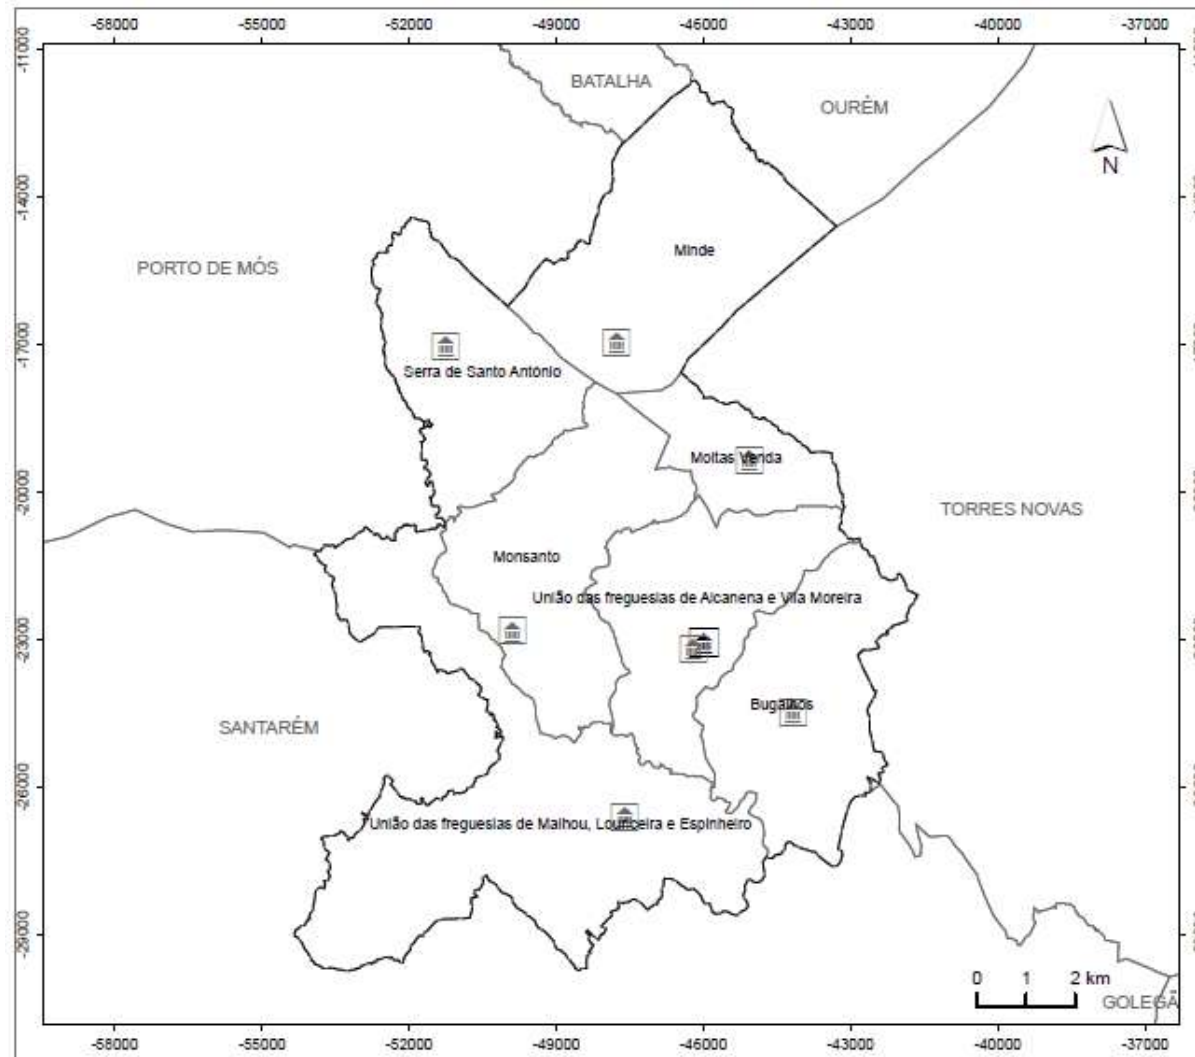 -58000 -55000 -52000 -49000 -46000 -43000 -40000 -37000
-11000
BATALHA
OURÉM
N
-14000
Minde
PORTO DE MÓS
-17000
Serra de Santo António
Moitas Venda
-20000
TORRES NOVAS
Monsanto
União das freguesias de Alcanena e Vila Moreira
-23000
Bugalhos
SANTARÉM
-26000
União das freguesias de Malhou, Louriceira e Espinheiro
-29000
0 1 2 km
GOLEGÃ
-58000 -55000 -52000 -49000 -46000 -43000 -40000 -37000